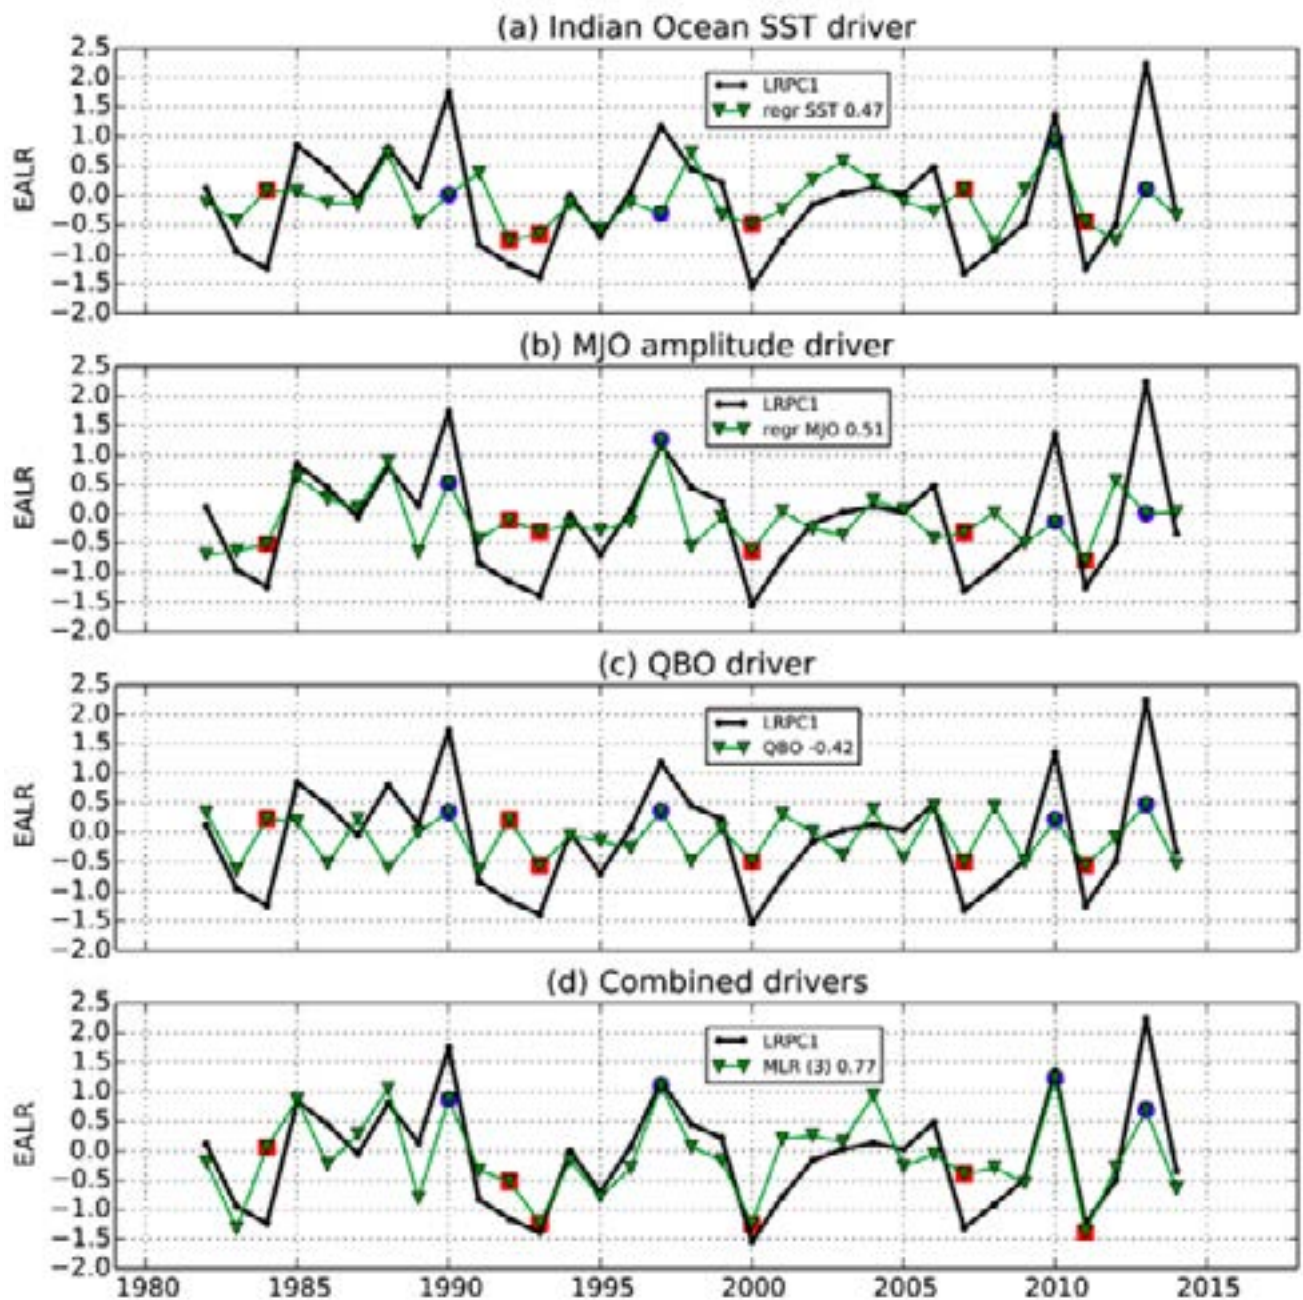 (a) Indian Ocean SST driver
2.5
2.0
1.5
1.0
0.5
0.0
−0.5
−1.0
−1.5
−2.0
EALR
LRPC1
regr SST 0.47
(b) MJO amplitude driver
2.5
2.0
1.5
1.0
0.5
0.0
−0.5
−1.0
−1.5
−2.0
EALR
LRPC1
regr MJO 0.51
(c) QBO driver
2.5
2.0
1.5
1.0
0.5
0.0
−0.5
−1.0
−1.5
−2.0
EALR
LRPC1
QBO -0.42
(d) Combined drivers
2.5
2.0
1.5
1.0
0.5
0.0
−0.5
−1.0
−1.5
−2.0
EALR
LRPC1
MLR (3) 0.77
1980 1985 1990 1995 2000 2005 2010 2015